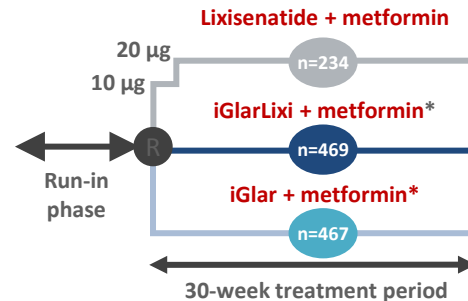 Lixisenatide + metformin
20 µg
10 µg
n=234
iGlarLixi + metformin*
R
n=469
Run-in
phase
iGlar + metformin*
n=467
30-week treatment period